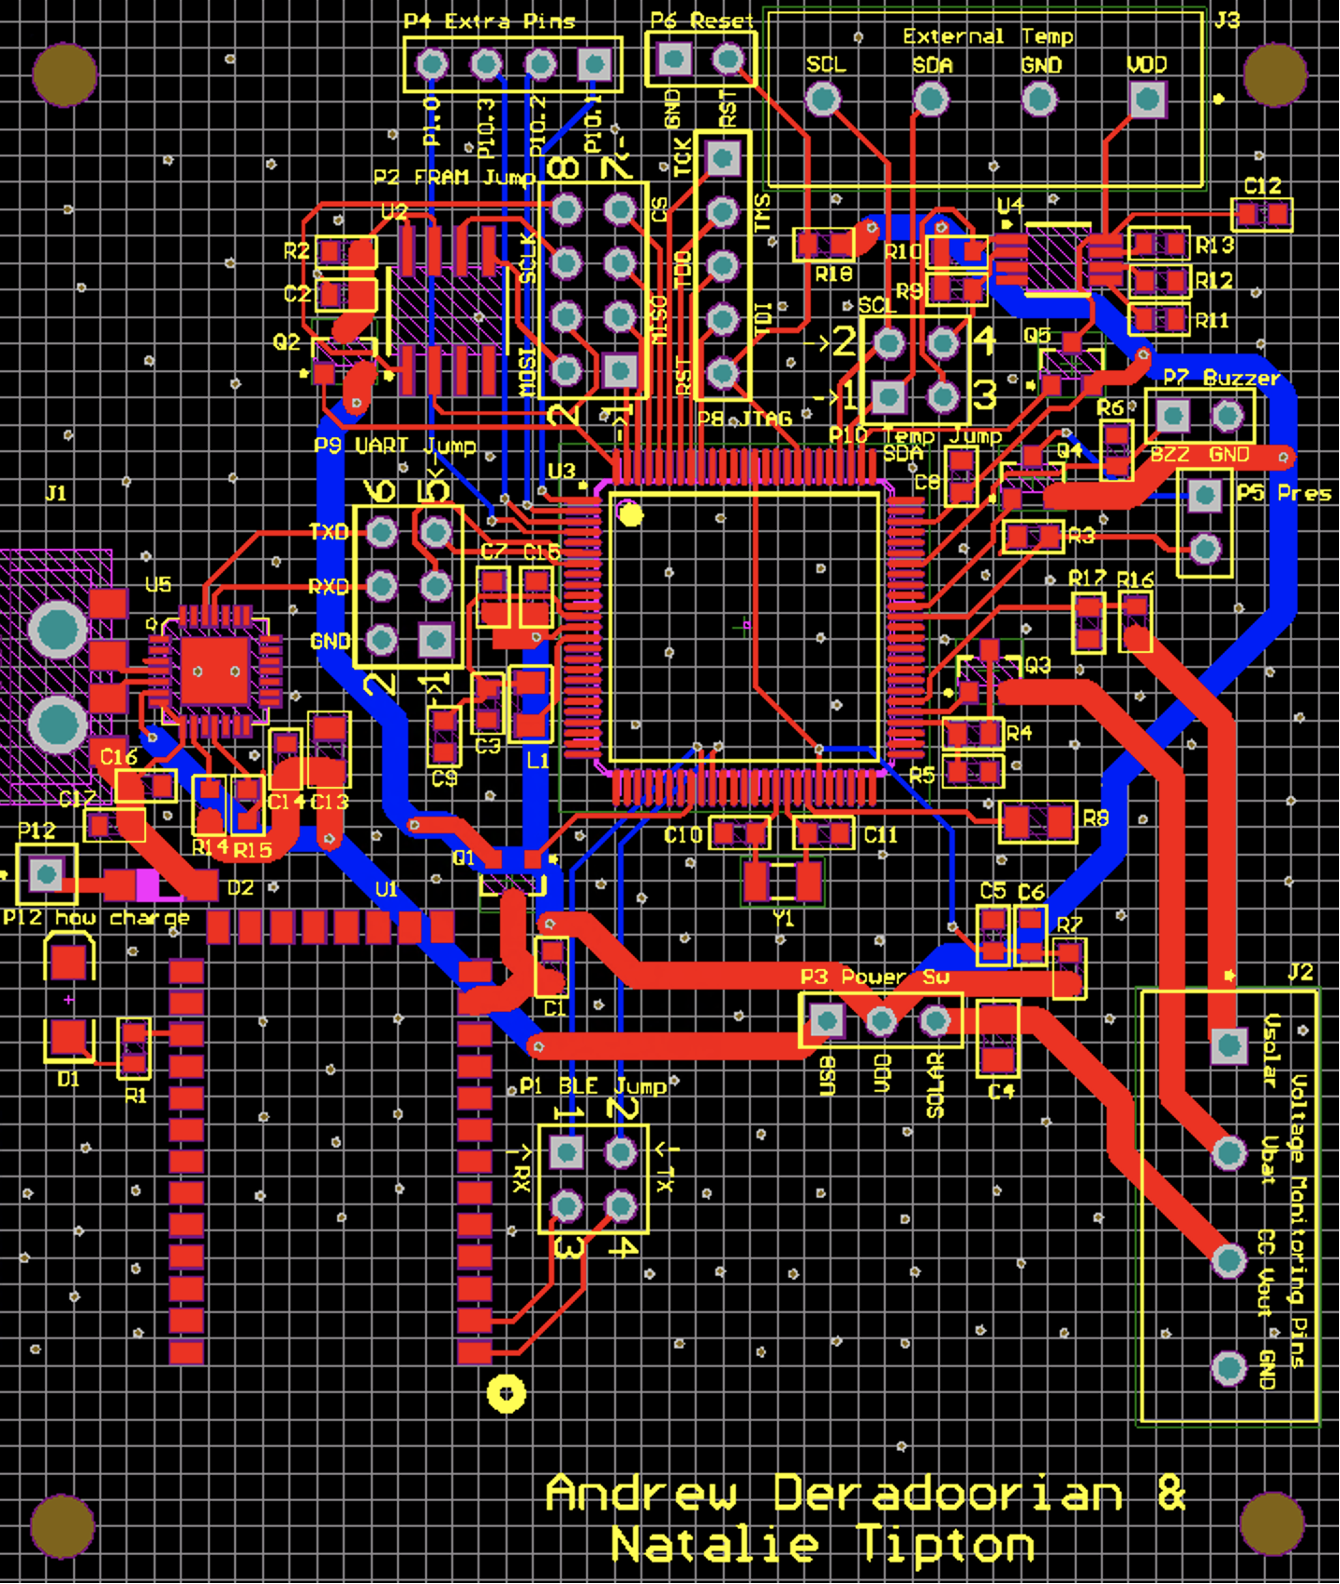 P4 Extra Pins
P6 Reset
J3
External Temp
SCL
SDA
GND
VDD
P1.0
P10.3
P10.2
P10.1
GND
RST
8
7
TCK
TMS
TDO
TDI
RST
P8 JTAG
P2 FRAM Jump
U2
CS
SCLK
MISO
MOSI
2
1
R2
C2
Q2
C12
U4
R18
R10
R9
R13
R12
R11
SCL
2
4
1
3
P10 Temp Jump
SDA
Q5
P7 Buzzer
R6
BZZ GND
Q4
C8
P5 Pres
R3
P9 UART Jump
U3
J1
6
5
TXD
RXD
GND
2
1
C7
C15
U5
R17
R16
Q3
C3
C9
L1
R4
R5
C16
C17
C14
C13
R14
R15
P12
D2
U1
Q1
C10
C11
R8
Y1
P12 how charge
C5
C6
R7
C1
P3 Power Sw
USB
VDD
SOLAR
C4
J2
D1
R1
P1 BLE Jump
1
2
RX
TX
3
4
Vsolar
Vbat
CC Vout
GND
Voltage Monitoring Pins
Andrew Deradoorian &
Natalie Tipton